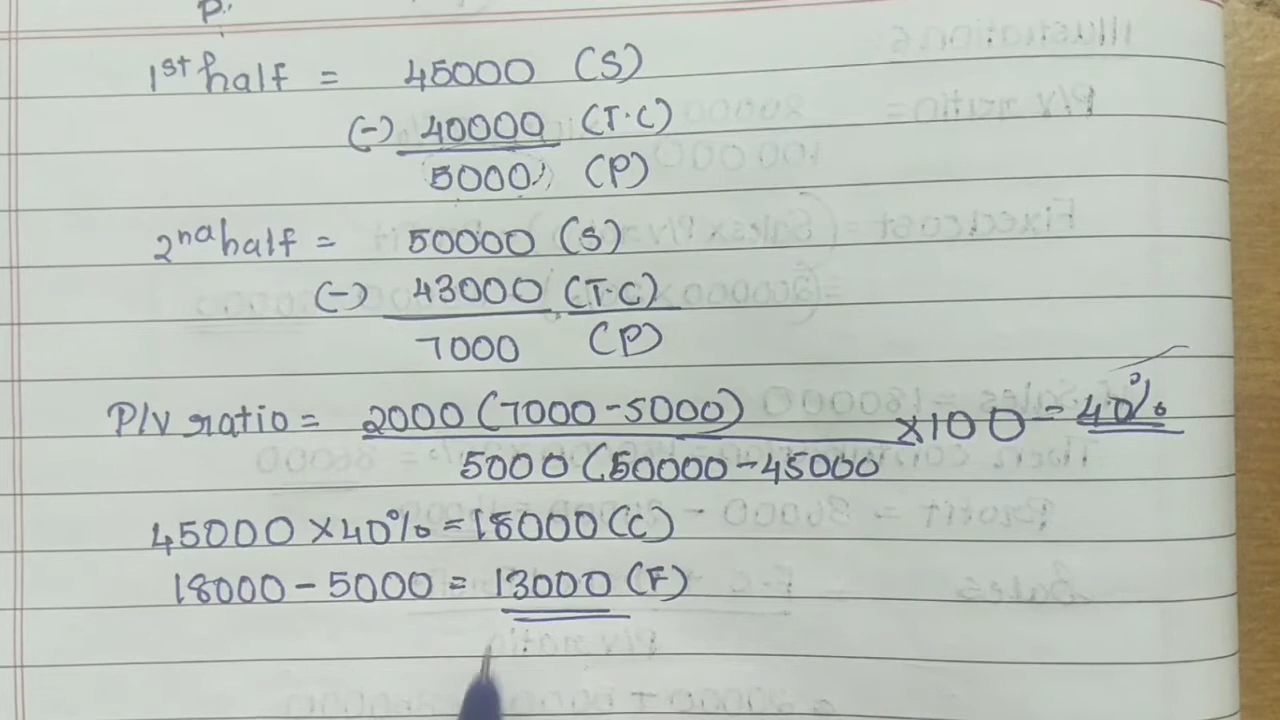 P.
1st half = 45000 (S)
(-) 40000 (T.C)
5000 (P)
2nd half = 50000 (S)
(-) 43000 (T.C)
7000 (P)
P/V ratio = 2000 (7000-5000) ×100 = 40%
5000 (50000-45000
45000 × 40% = 18000 (C)
18000 - 5000 = 13000 (F)